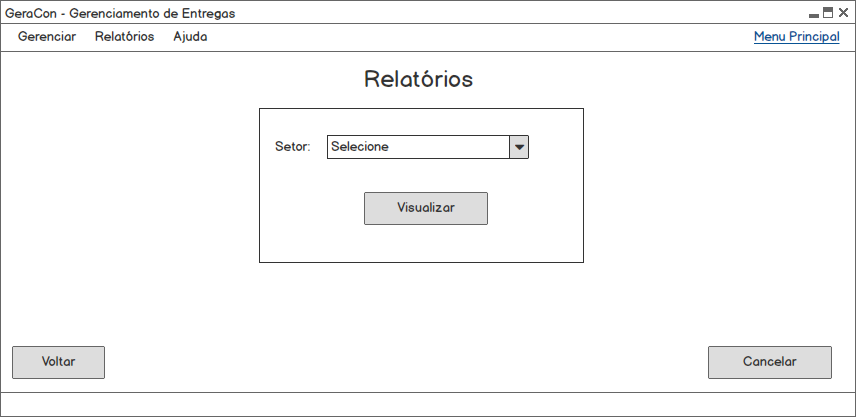 GeraCon - Gerenciamento de Entregas
Gerenciar Relatórios Ajuda Menu Principal
Relatórios
Setor: Selecione
Visualizar
Voltar Cancelar